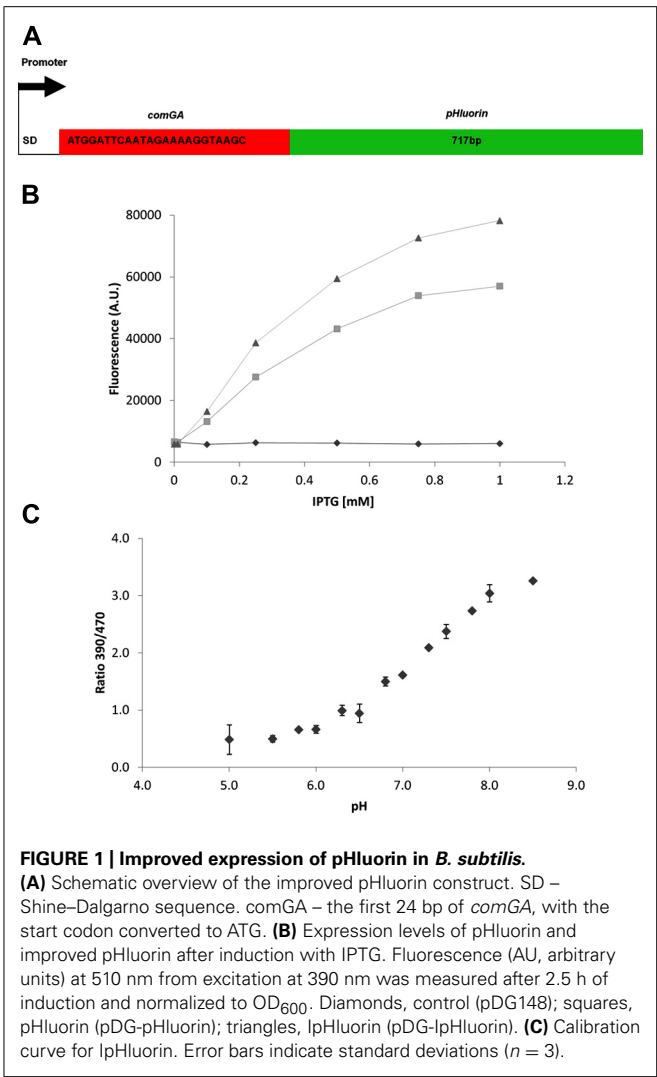 A
Promoter
comGA
pHluorin
SD
ATGGATTCAATAGAAAAGGTAAGC
717bp
B
80000
60000
40000
20000
0
Fluorescence (A.U.)
0 0.2 0.4 0.6 0.8 1 1.2
IPTG [mM]
C
4.0
3.0
2.0
1.0
0.0
Ratio 390/470
4.0 5.0 6.0 7.0 8.0 9.0
pH
FIGURE 1 | Improved expression of pHluorin in B. subtilis.
(A) Schematic overview of the improved pHluorin construct. SD –
Shine–Dalgarno sequence. comGA – the first 24 bp of comGA, with the
start codon converted to ATG. (B) Expression levels of pHluorin and
improved pHluorin after induction with IPTG. Fluorescence (AU, arbitrary
units) at 510 nm from excitation at 390 nm was measured after 2.5 h of
induction and normalized to OD600. Diamonds, control (pDG148); squares,
pHluorin (pDG-pHluorin); triangles, IpHluorin (pDG-IpHluorin). (C) Calibration
curve for IpHluorin. Error bars indicate standard deviations (n = 3).